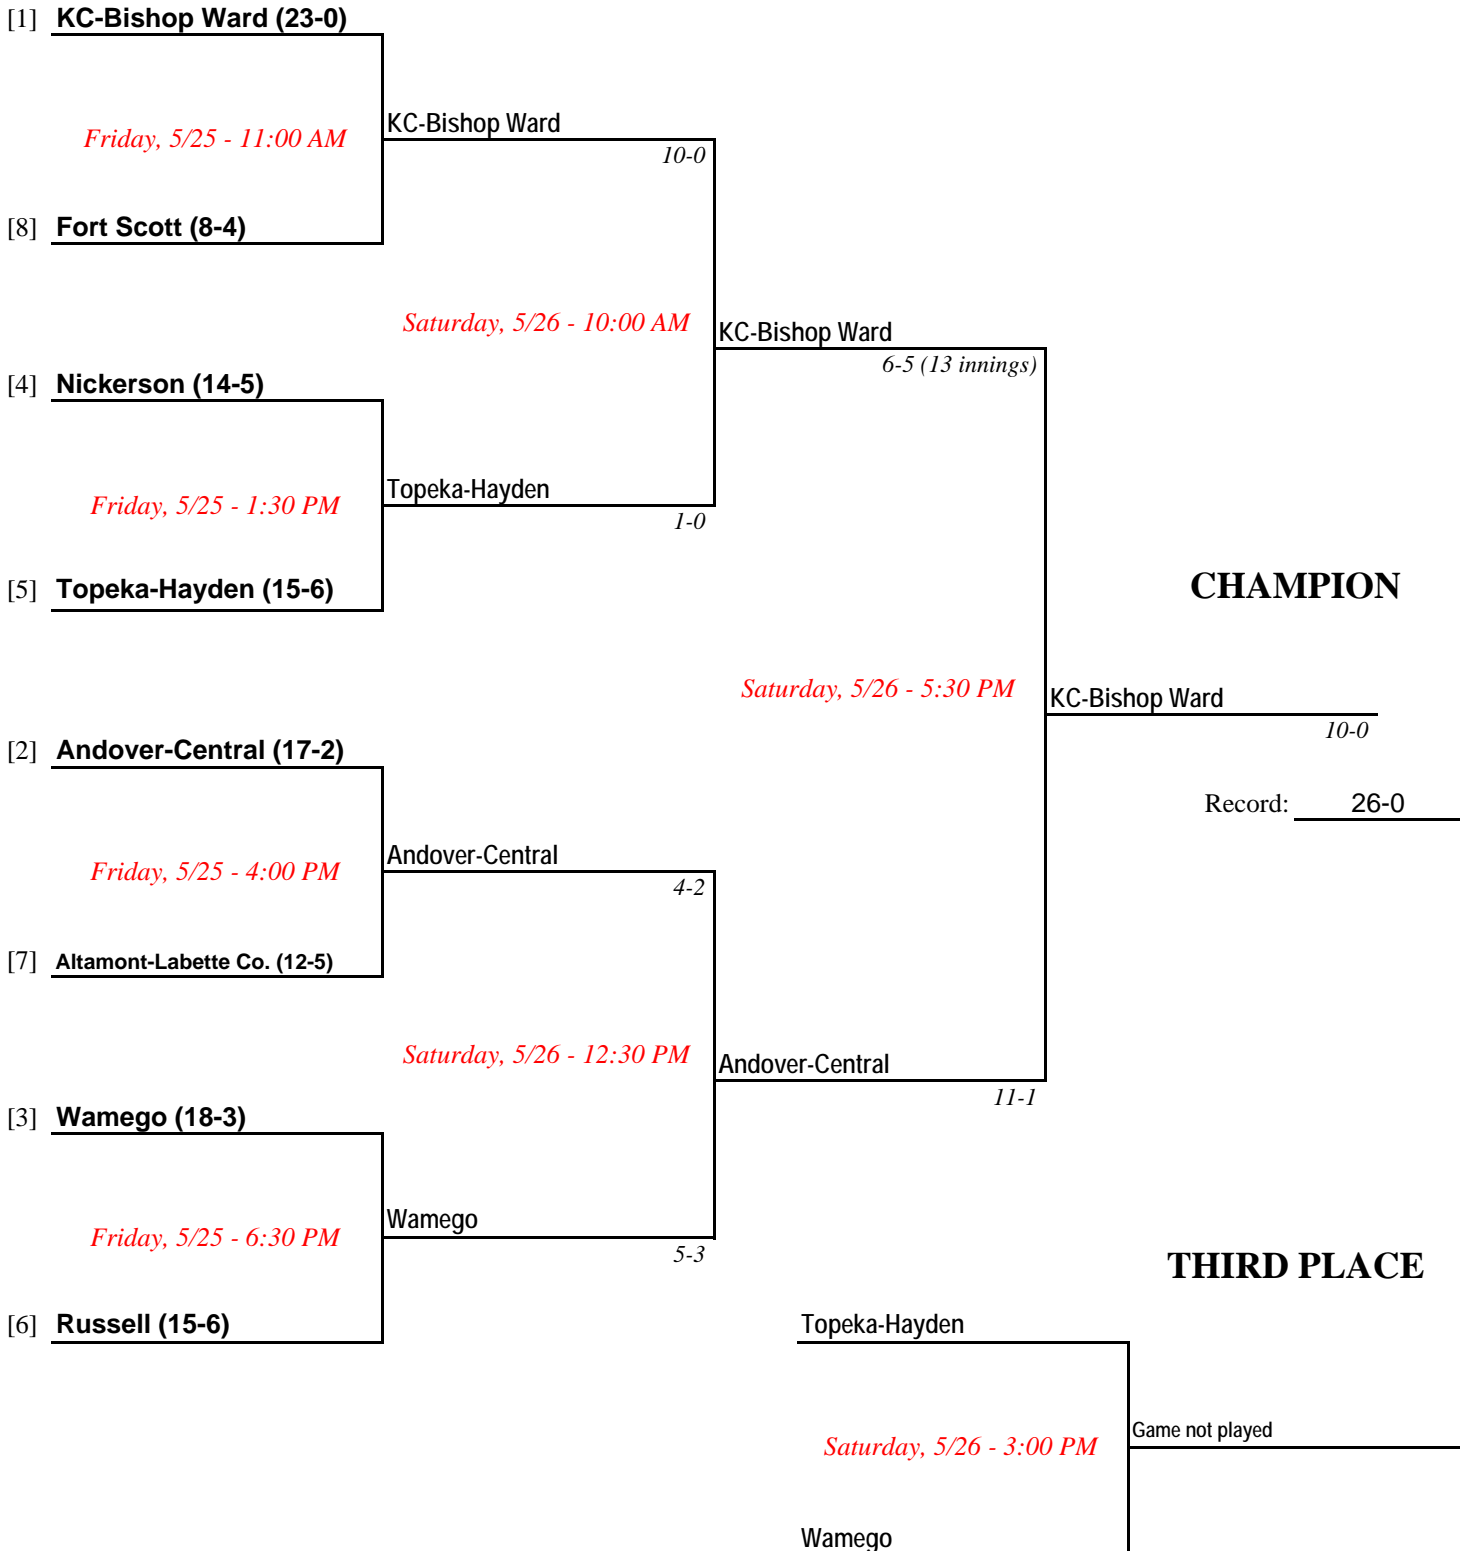 [1] KC-Bishop Ward (23-0)
KC-Bishop Ward
Friday, 5/25 - 11:00 AM
10-0
[8] Fort Scott (8-4)
Saturday, 5/26 - 10:00 AM
KC-Bishop Ward
6-5 (13 innings)
[4] Nickerson (14-5)
Topeka-Hayden
Friday, 5/25 - 1:30 PM
1-0
[5] Topeka-Hayden (15-6)
CHAMPION
Saturday, 5/26 - 5:30 PM
KC-Bishop Ward
10-0
[2] Andover-Central (17-2)
Record: 26-0
Andover-Central
Friday, 5/25 - 4:00 PM
4-2
[7] Altamont-Labette Co. (12-5)
Saturday, 5/26 - 12:30 PM
Andover-Central
11-1
[3] Wamego (18-3)
Wamego
Friday, 5/25 - 6:30 PM
5-3
THIRD PLACE
[6] Russell (15-6)
Topeka-Hayden
Game not played
Saturday, 5/26 - 3:00 PM
Wamego